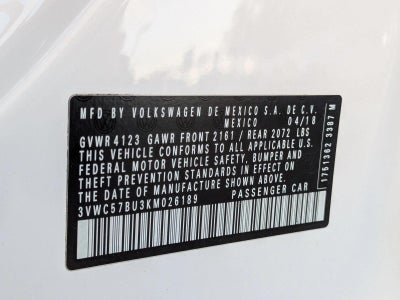 MFD BY VOLKSWAGEN DE MEXICO S.A. DE C.V.
MEXICO 04/18
GVWR 4123 GAWR FRONT 2161 / REAR 2072 LBS
THIS VEHICLE CONFORMS TO ALL APPLICABLE U.S.
FEDERAL MOTOR VEHICLE SAFETY, BUMPER AND
THEFT PREVENTION STANDARDS IN EFFECT ON
THE DATE OF MANUFACTURE SHOWN ABOVE
3VWC57BU3KM026189 PASSENGER CAR
1751362 3387 M